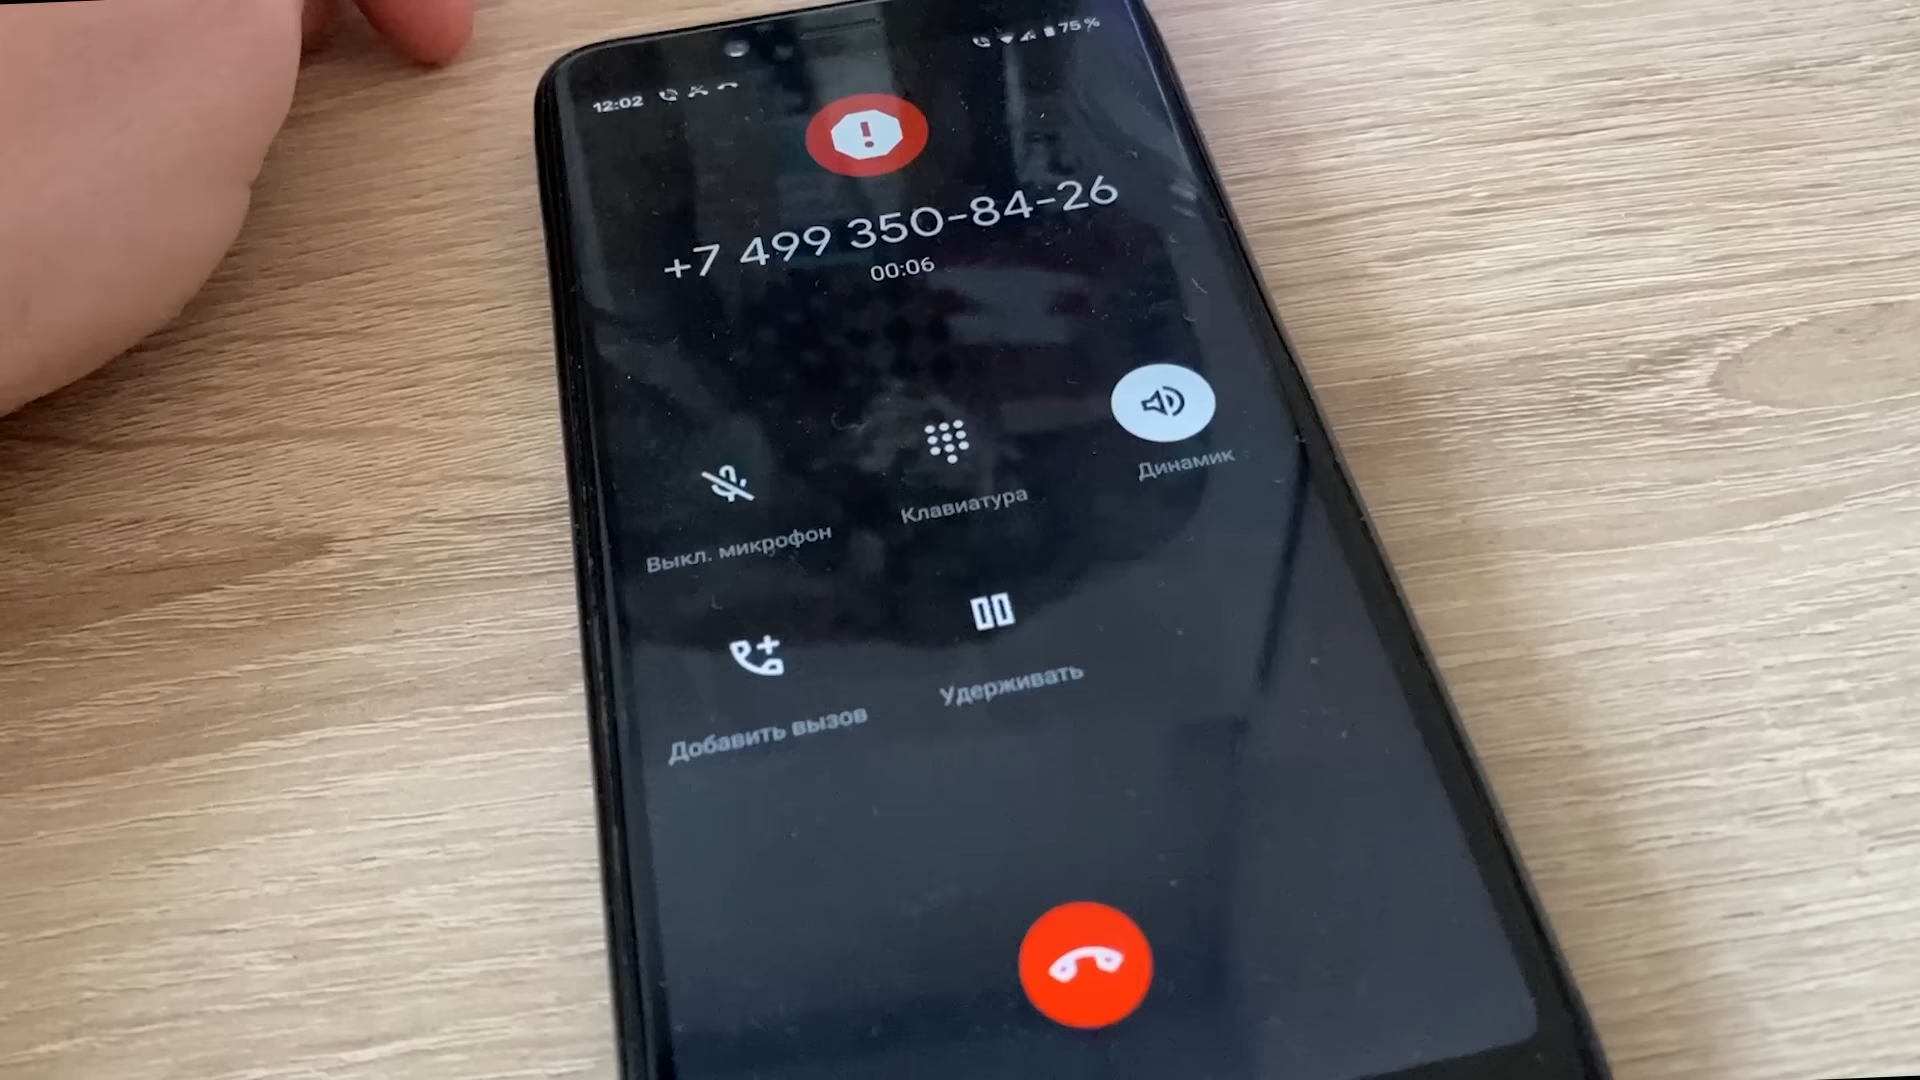 12:02
75 %
+7 499 350-84-26
00:06
Выкл. микрофон
Клавиатура
Динамик
Добавить вызов
Удерживать